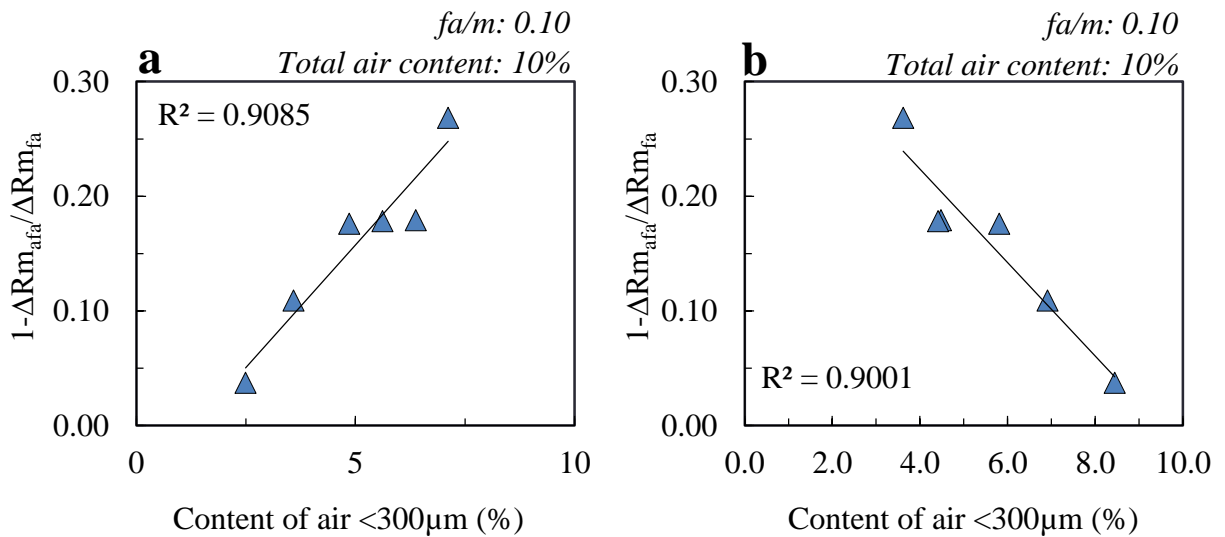 a
fa/m: 0.10
Total air content: 10%
R² = 0.9085
0.30
0.20
0.10
0.00
1-ΔRm_afa/ΔRm_fa
0
5
10
Content of air <300µm (%)
b
fa/m: 0.10
Total air content: 10%
0.30
0.20
0.10
0.00
1-ΔRm_afa/ΔRm_fa
R² = 0.9001
0.0
2.0
4.0
6.0
8.0
10.0
Content of air <300µm (%)